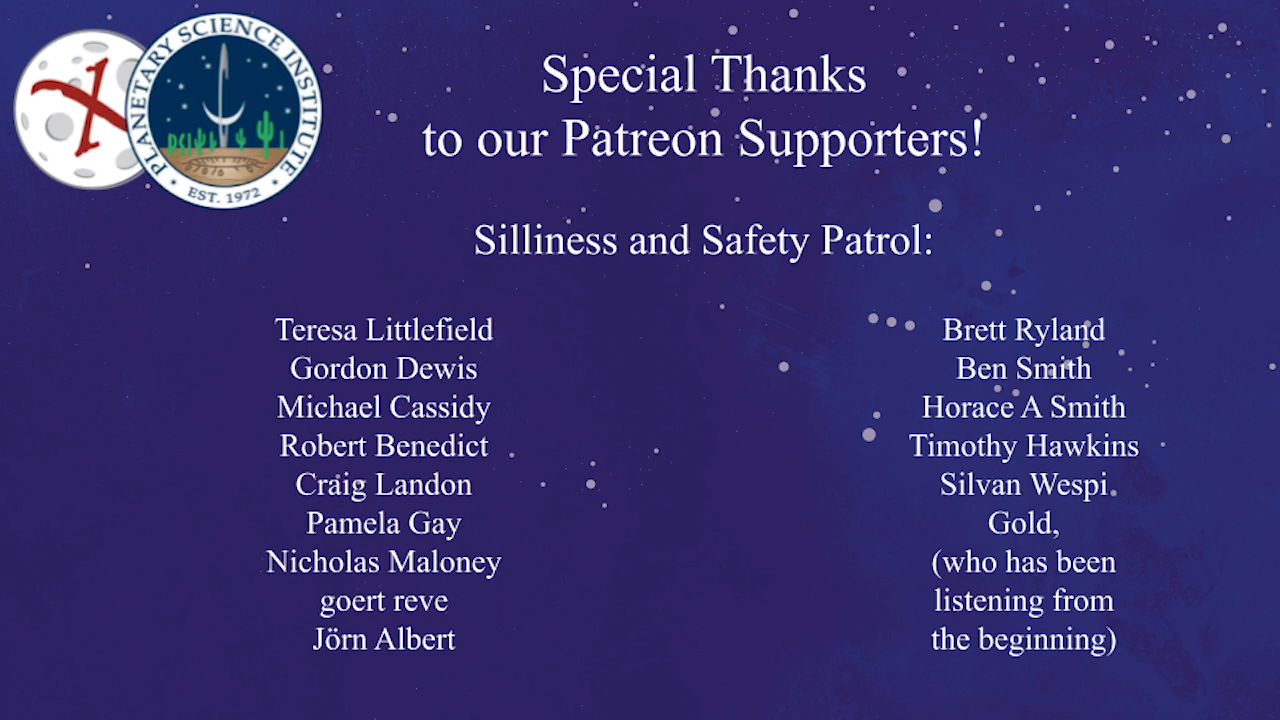 PLANETARY SCIENCE INSTITUTE
PSI
EST. 1972
Special Thanks
to our Patreon Supporters!
Silliness and Safety Patrol:
Teresa Littlefield
Gordon Dewis
Michael Cassidy
Robert Benedict
Craig Landon
Pamela Gay
Nicholas Maloney
goert reve
Jörn Albert
Brett Ryland
Ben Smith
Horace A Smith
Timothy Hawkins
Silvan Wespi
Gold,
(who has been
listening from
the beginning)